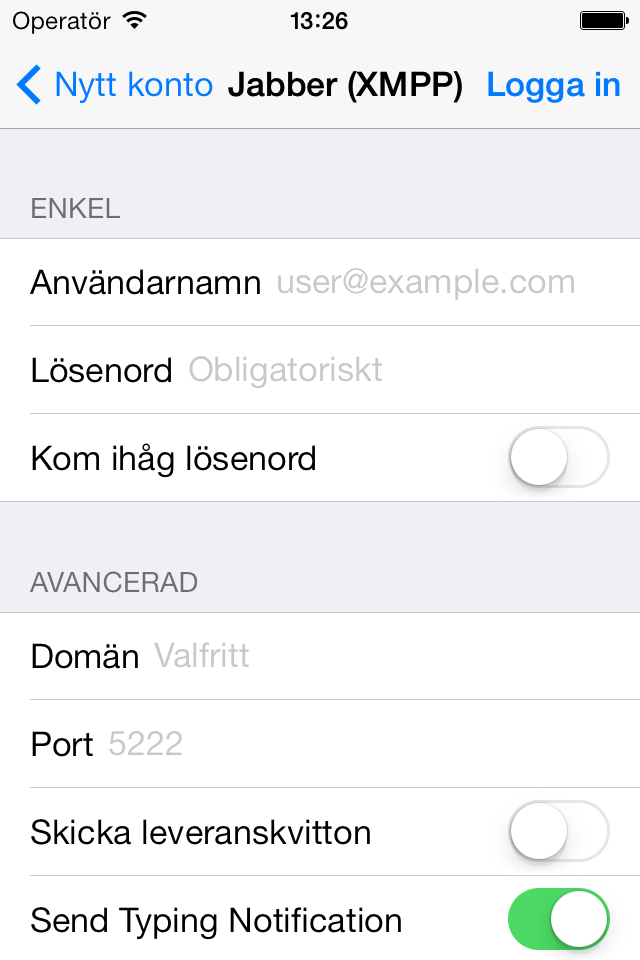 Operatör 13:26
Nytt konto Jabber (XMPP) Logga in
ENKEL
Användarnamn user@example.com
Lösenord Obligatoriskt
Kom ihåg lösenord
AVANCERAD
Domän Valfritt
Port 5222
Skicka leveranskvitton
Send Typing Notification